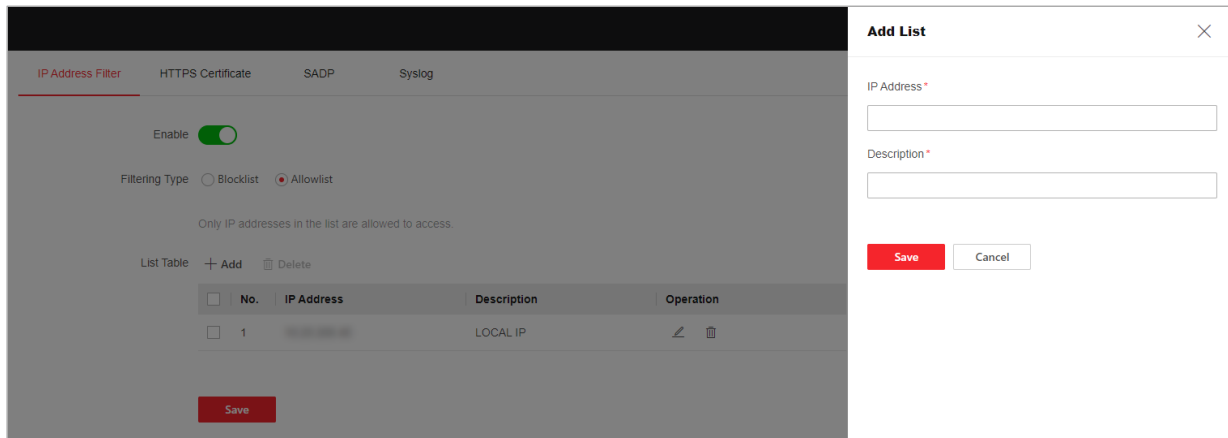 Add List
IP Address Filter HTTPS Certificate SADP Syslog
IP Address *
Enable
Description *
Filtering Type Blocklist Allowlist
Only IP addresses in the list are allowed to access.
List Table + Add Delete
Save Cancel
No. IP Address Description Operation
1 LOCAL IP
Save